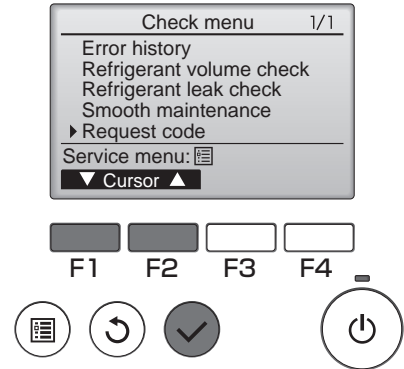 Check menu 1/1
Error history
Refrigerant volume check
Refrigerant leak check
Smooth maintenance
Request code
Service menu:
▼ Cursor ▲
F1 F2 F3 F4